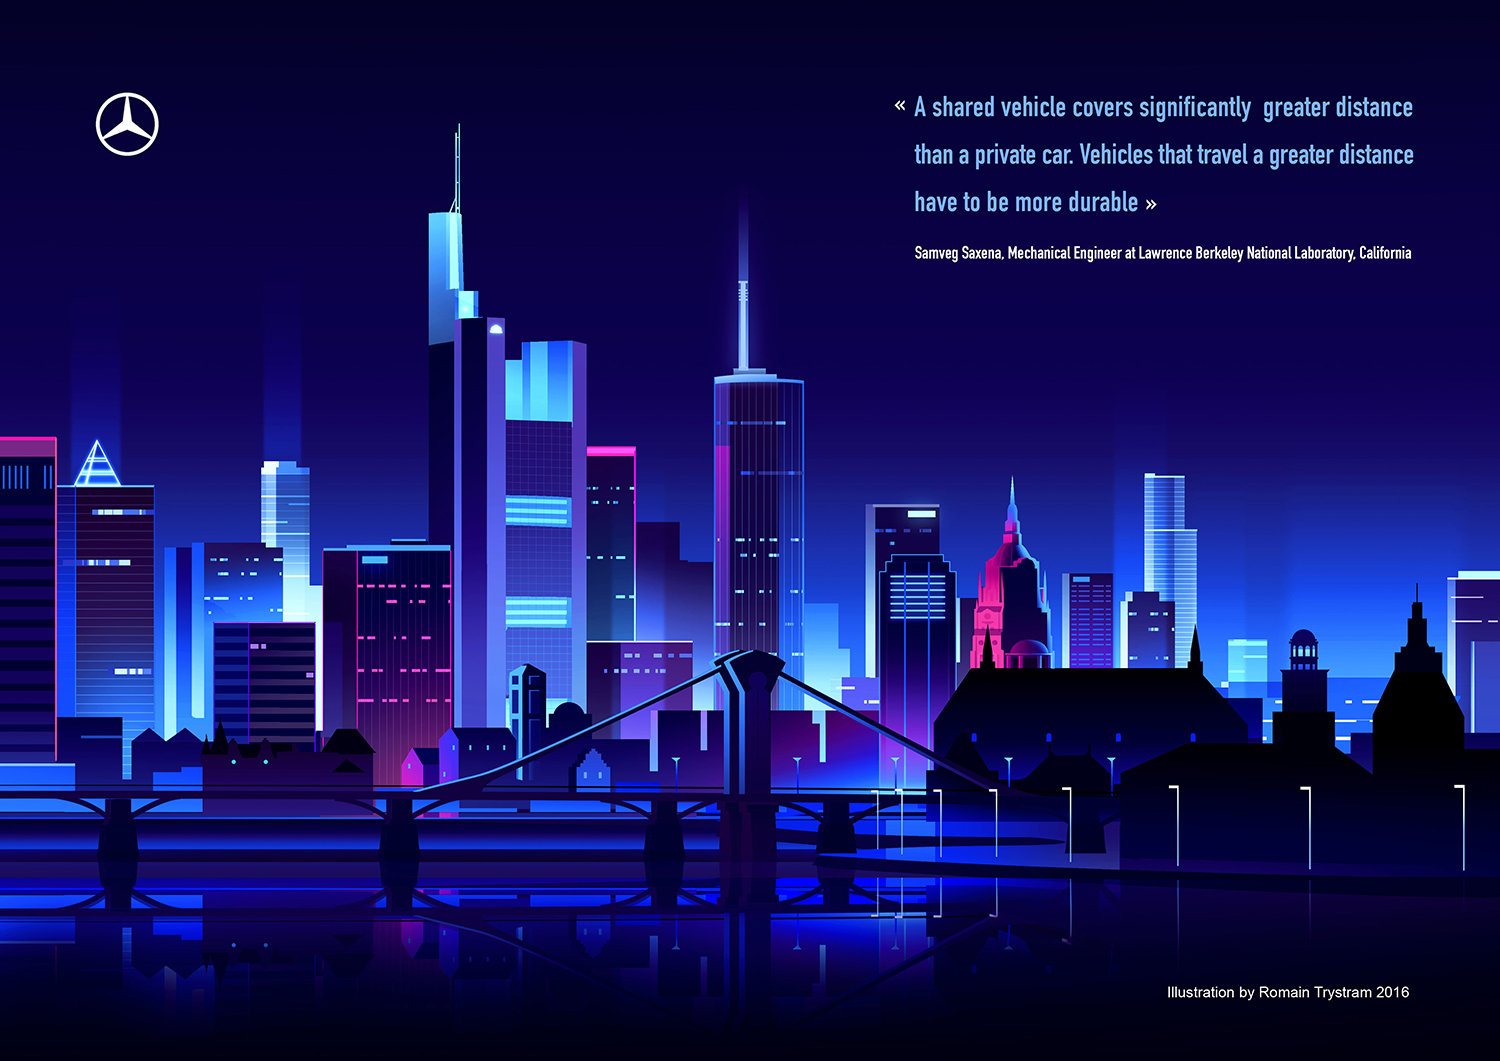 « A shared vehicle covers significantly greater distance
than a private car. Vehicles that travel a greater distance
have to be more durable »
Samveg Saxena, Mechanical Engineer at Lawrence Berkeley National Laboratory, California
Illustration by Romain Trystram 2016